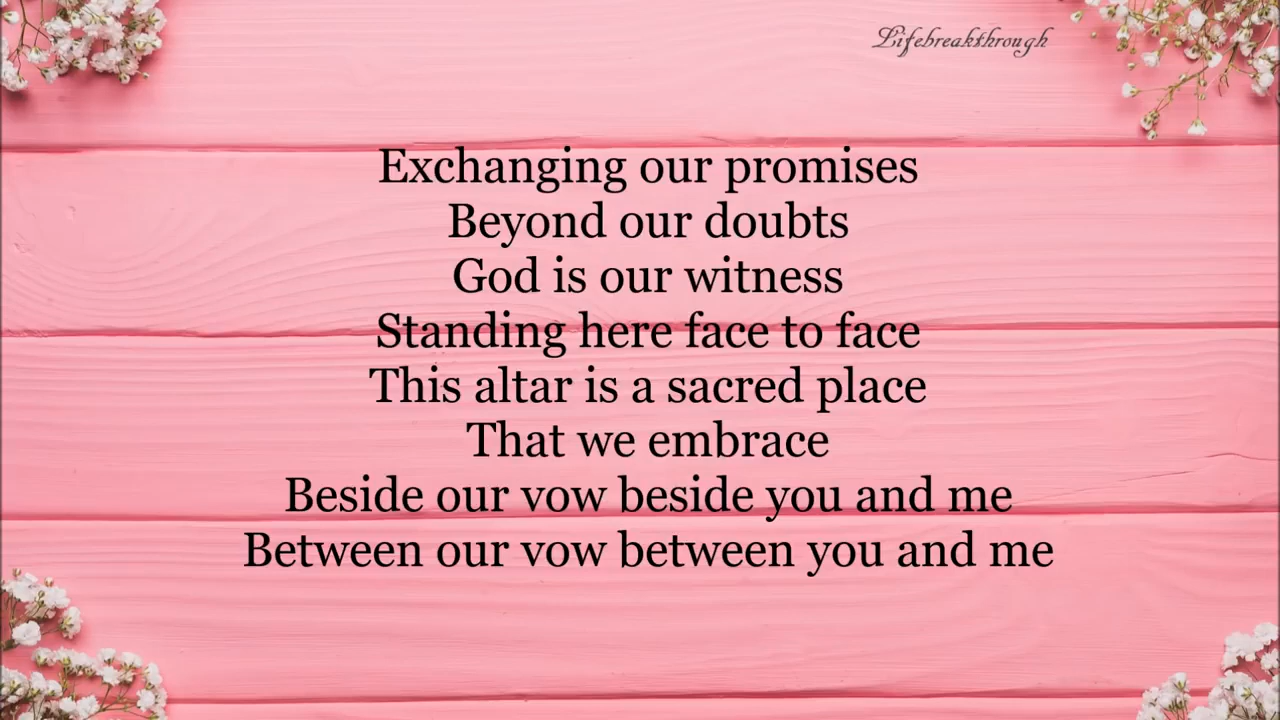 Lifebreakthrough
Exchanging our promises
Beyond our doubts
God is our witness
Standing here face to face
This altar is a sacred place
That we embrace
Beside our vow beside you and me
Between our vow between you and me